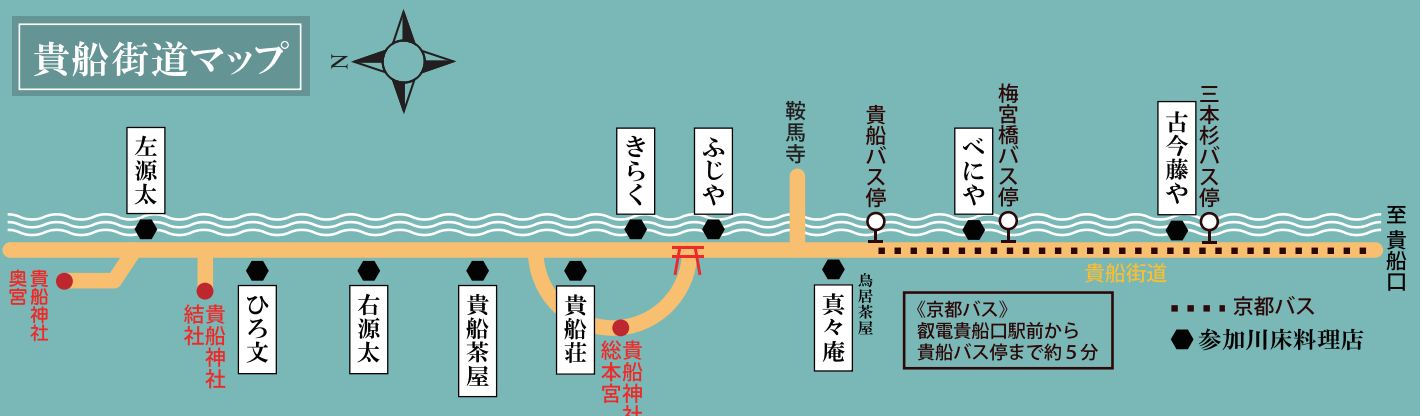 貴船街道マップ
N
左源太
きらく
ふじや
鞍馬寺
貴船バス停
べにや
梅宮橋バス停
古今藤や
三本杉バス停
至 貴船口
貴船街道
貴船神社
奥宮
貴船神社
結社
ひろ文
右源太
貴船茶屋
貴船荘
貴船神社
総本宮
真々庵
鳥居茶屋
《京都バス》
叡電貴船口駅前から
貴船バス停まで約5分
京都バス
参加川床料理店